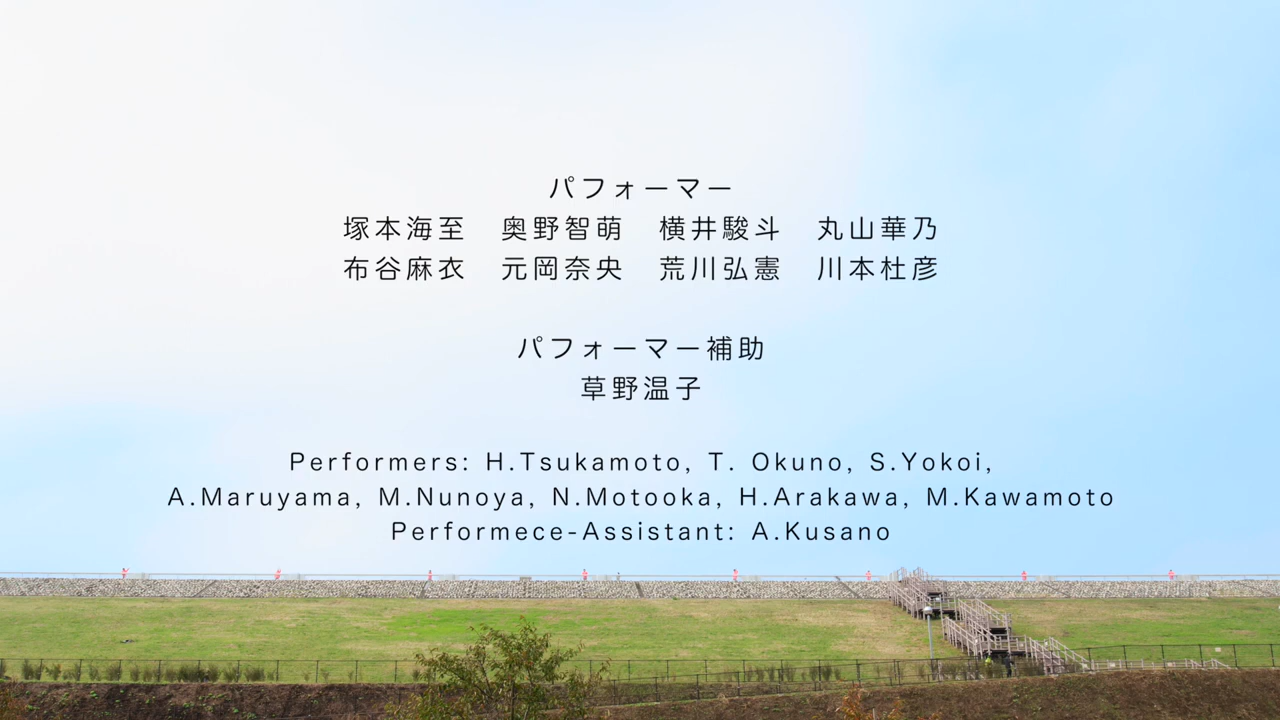 パフォーマー
塚本海至　奥野智萌　横井駿斗　丸山華乃
布谷麻衣　元岡奈央　荒川弘憲　川本杜彦
パフォーマー補助
草野温子
Performers: H.Tsukamoto, T. Okuno, S.Yokoi,
A.Maruyama, M.Nunoya, N.Motooka, H.Arakawa, M.Kawamoto
Performece-Assistant: A.Kusano